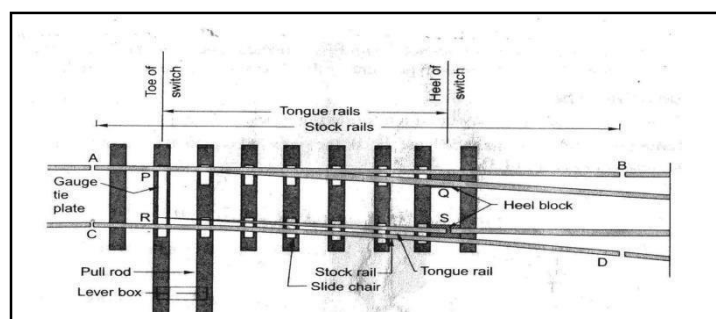 Toe of
switch
Heel of
switch
Tongue rails
Stock rails
A
B
P
Gauge
tie
plate
Q
Heel block
R
S
C
D
Pull rod
Stock rail
Tongue rail
Slide chair
Lever box